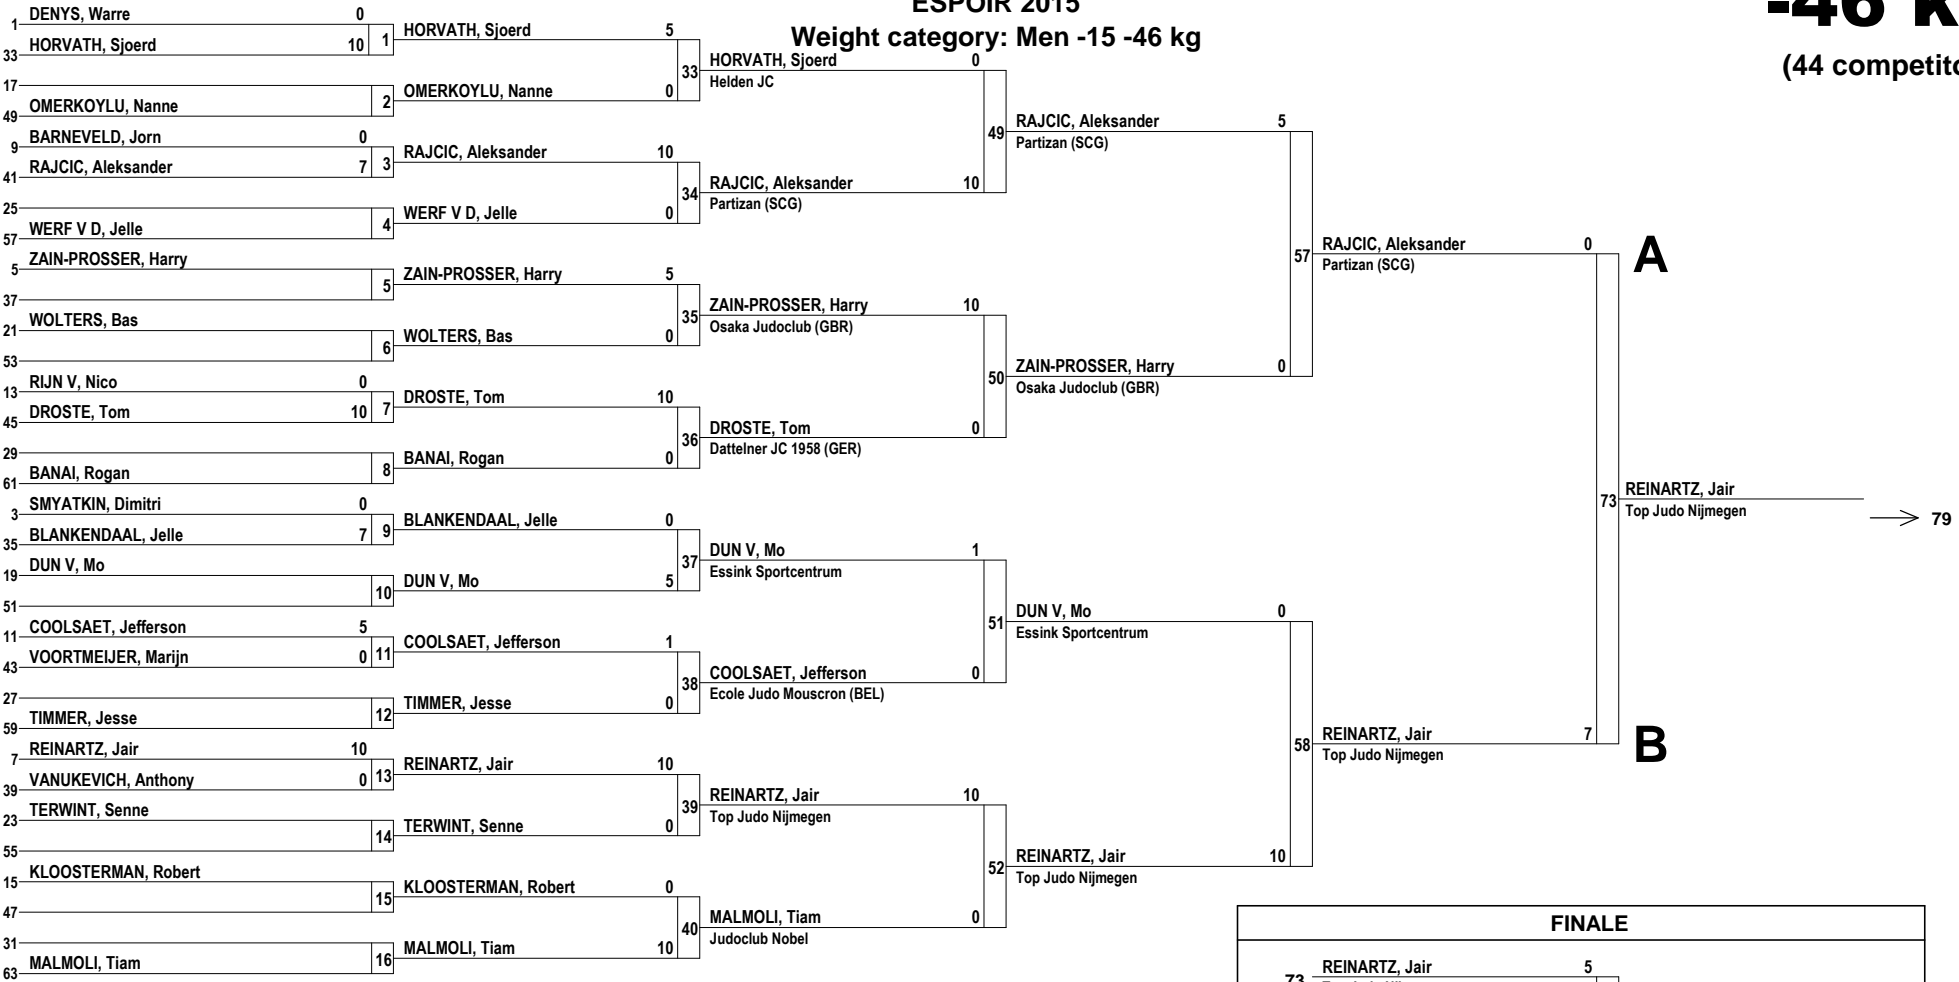 ESPOIR 2015
Weight category: Men -15 -46 kg
-46 K
(44 competito
1 DENYS, Warre 0
33 HORVATH, Sjoerd 10
1 HORVATH, Sjoerd 5
17
49 OMERKOYLU, Nanne
2 OMERKOYLU, Nanne 0
9 BARNEVELD, Jorn 0
41 RAJCIC, Aleksander 7
3 RAJCIC, Aleksander 10
25
57 WERF V D, Jelle
4 WERF V D, Jelle 0
5 ZAIN-PROSSER, Harry
37
5 ZAIN-PROSSER, Harry 5
21 WOLTERS, Bas
53
6 WOLTERS, Bas 0
13 RIJN V, Nico 0
45 DROSTE, Tom 10
7 DROSTE, Tom 10
29
61 BANAI, Rogan
8 BANAI, Rogan 0
3 SMYATKIN, Dimitri 0
35 BLANKENDAAL, Jelle 7
9 BLANKENDAAL, Jelle 0
19 DUN V, Mo
51
10 DUN V, Mo 5
11 COOLSAET, Jefferson 5
43 VOORTMEIJER, Marijn 0
11 COOLSAET, Jefferson 1
27
59 TIMMER, Jesse
12 TIMMER, Jesse 0
7 REINARTZ, Jair 10
39 VANUKEVICH, Anthony 0
13 REINARTZ, Jair 10
23 TERWINT, Senne
55
14 TERWINT, Senne 0
15 KLOOSTERMAN, Robert
47
15 KLOOSTERMAN, Robert 0
31
63 MALMOLI, Tiam
16 MALMOLI, Tiam 10
33 HORVATH, Sjoerd 0
Helden JC
34 RAJCIC, Aleksander 10
Partizan (SCG)
35 ZAIN-PROSSER, Harry 10
Osaka Judoclub (GBR)
36 DROSTE, Tom 0
Dattelner JC 1958 (GER)
37 DUN V, Mo 1
Essink Sportcentrum
38 COOLSAET, Jefferson 0
Ecole Judo Mouscron (BEL)
39 REINARTZ, Jair 10
Top Judo Nijmegen
40 MALMOLI, Tiam 0
Judoclub Nobel
49 RAJCIC, Aleksander 5
Partizan (SCG)
50 ZAIN-PROSSER, Harry 0
Osaka Judoclub (GBR)
51 DUN V, Mo 0
Essink Sportcentrum
52 REINARTZ, Jair 10
Top Judo Nijmegen
57 RAJCIC, Aleksander 0
Partizan (SCG)
A
58 REINARTZ, Jair 7
Top Judo Nijmegen
B
73 REINARTZ, Jair
Top Judo Nijmegen
79
FINALE
73 REINARTZ, Jair 5